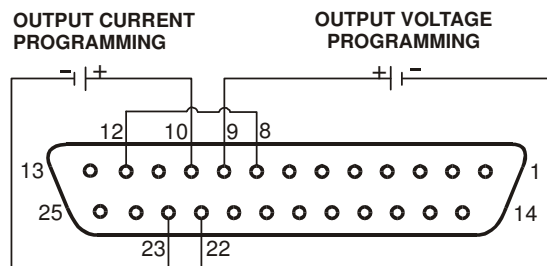 OUTPUT CURRENT
PROGRAMMING
OUTPUT VOLTAGE
PROGRAMMING
- +
+ -
12 10 9 8
13 1
25 14
23 22